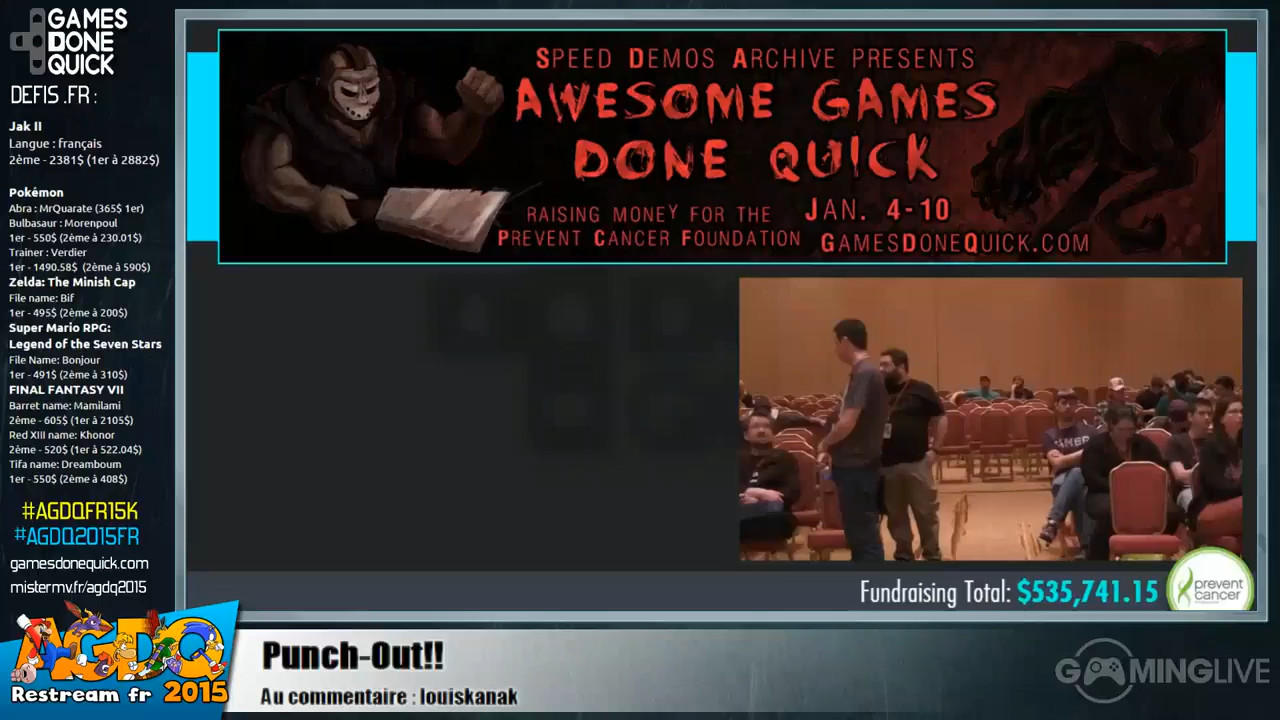 GAMES
DONE
QUICK
DEFIS .FR :
Jak II
Langue : français
2ème - 2381$ (1er à 2882$)
Pokémon
Abra : MrQuarate (365$ 1er)
Bulbasaur : Morenpoul
1er - 550$ (2ème à 230.01$)
Trainer : Verdier
1er - 1490.58$ (2ème à 590$)
Zelda: The Minish Cap
File name: Bif
1er - 495$ (2ème à 200$)
Super Mario RPG:
Legend of the Seven Stars
File Name: Bonjour
1er - 491$ (2ème à 310$)
FINAL FANTASY VII
Barret name: Mamilami
2ème - 605$ (1er à 2105$)
Red XIII name: Khonor
2ème - 520$ (1er à 522.04$)
Tifa name: Dreamboum
1er - 550$ (2ème à 408$)
#AGDQFR15K
#AGDQ2015FR
gamesdonequick.com
mistermv.fr/agdq2015
AGDQ
Restream fr 2015
SPEED DEMOS ARCHIVE PRESENTS
AWESOME GAMES
DONE QUICK
RAISING MONEY FOR THE
PREVENT CANCER FOUNDATION
JAN. 4-10
GAMESDONEQUICK.COM
GAMER
Fundraising Total: $535,741.15
prevent
cancer
Punch-Out!!
Au commentaire : louiskanak
GAMINGLIVE